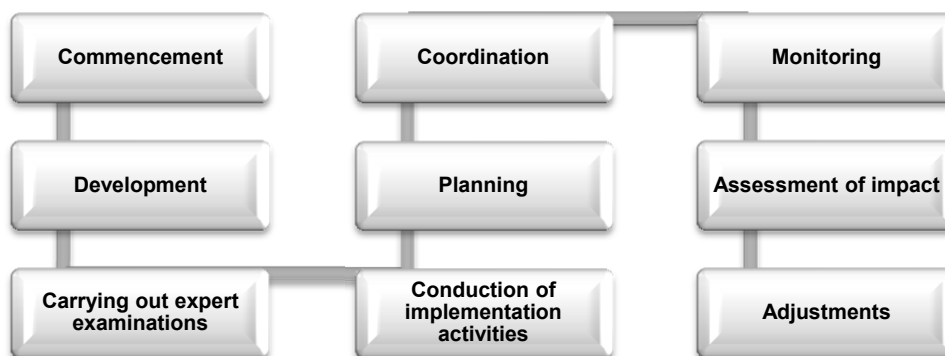 Commencement
Development
Carrying out expert
examinations
Conduction of
implementation
activities
Planning
Coordination
Monitoring
Assessment of impact
Adjustments